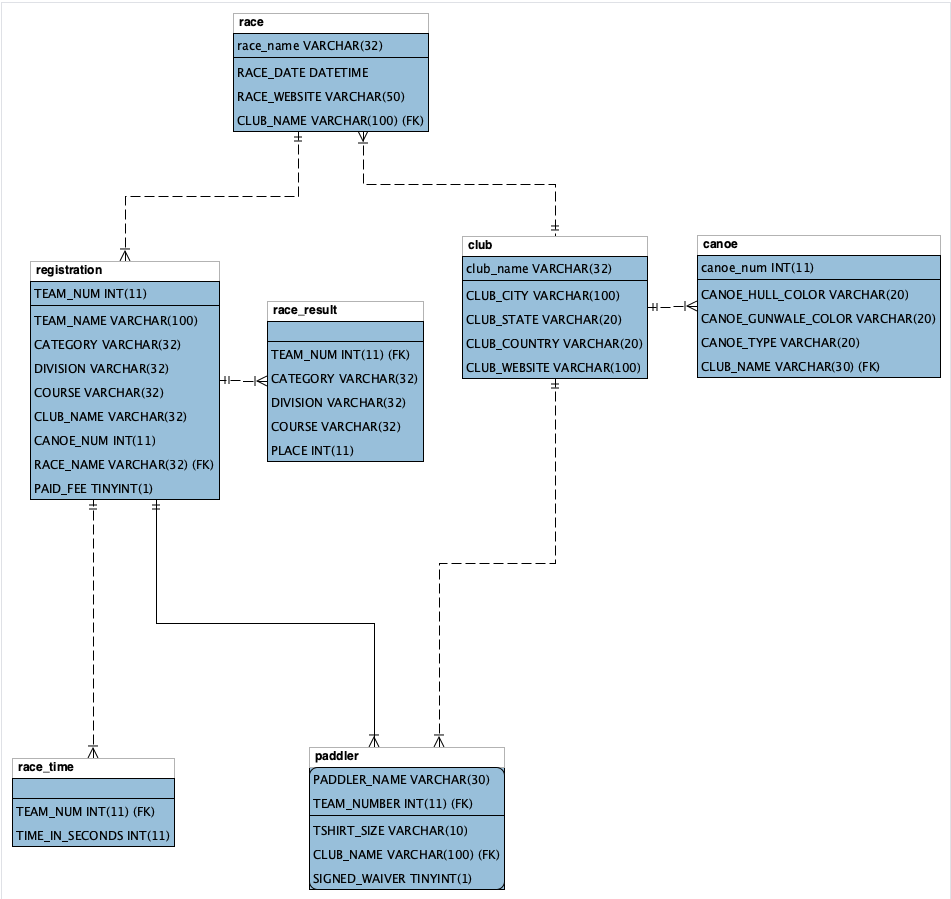 race
race_name VARCHAR(32)
RACE_DATE DATETIME
RACE_WEBSITE VARCHAR(50)
CLUB_NAME VARCHAR(100) (FK)
registration
TEAM_NUM INT(11)
TEAM_NAME VARCHAR(100)
CATEGORY VARCHAR(32)
DIVISION VARCHAR(32)
COURSE VARCHAR(32)
CLUB_NAME VARCHAR(32)
CANOE_NUM INT(11)
RACE_NAME VARCHAR(32) (FK)
PAID_FEE TINYINT(1)
race_result
TEAM_NUM INT(11) (FK)
CATEGORY VARCHAR(32)
DIVISION VARCHAR(32)
COURSE VARCHAR(32)
PLACE INT(11)
club
club_name VARCHAR(32)
CLUB_CITY VARCHAR(100)
CLUB_STATE VARCHAR(20)
CLUB_COUNTRY VARCHAR(20)
CLUB_WEBSITE VARCHAR(100)
canoe
canoe_num INT(11)
CANOE_HULL_COLOR VARCHAR(20)
CANOE_GUNWALE_COLOR VARCHAR(20)
CANOE_TYPE VARCHAR(20)
CLUB_NAME VARCHAR(30) (FK)
race_time
TEAM_NUM INT(11) (FK)
TIME_IN_SECONDS INT(11)
paddler
PADDLER_NAME VARCHAR(30)
TEAM_NUMBER INT(11) (FK)
TSHIRT_SIZE VARCHAR(10)
CLUB_NAME VARCHAR(100) (FK)
SIGNED_WAIVER TINYINT(1)